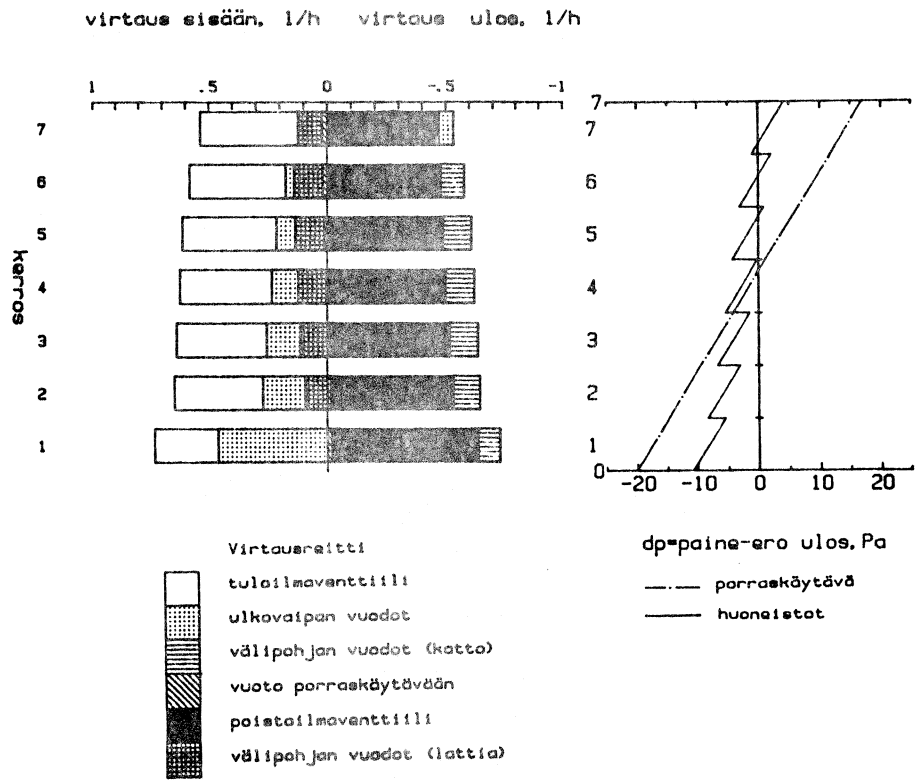 virtaus sisään, 1/h virtaus ulos, 1/h
1 .5 0 -.5 -1
7
6
5
4
3
2
1
kerros
7
7
6
5
4
3
2
1
0
-20 -10 0 10 20
dp=paine-ero ulos, Pa
porraskäytävä
huoneistot
Virtausreitti
tuloilmaventtiili
ulkovaipan vuodot
välipohjan vuodot (katto)
vuoto porraskäytävään
poistoilmaventtiili
välipohjan vuodot (lattia)